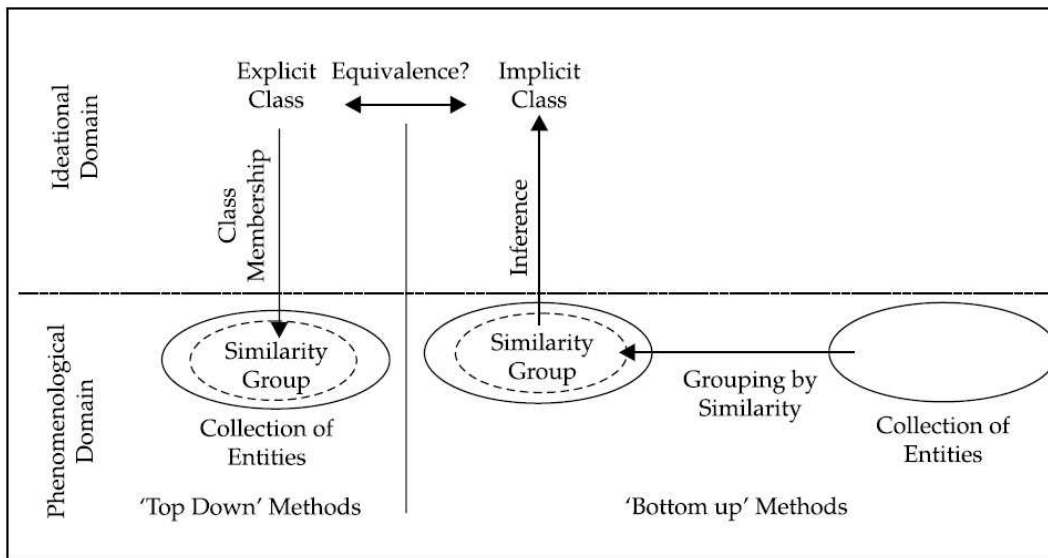 Ideational
Domain
Explicit
Class
Equivalence?
Implicit
Class
Class
Membership
Inference
Phenomenological
Domain
Similarity
Group
Collection of
Entities
Similarity
Group
Grouping by
Similarity
Collection of
Entities
‘Top Down’ Methods
‘Bottom up’ Methods